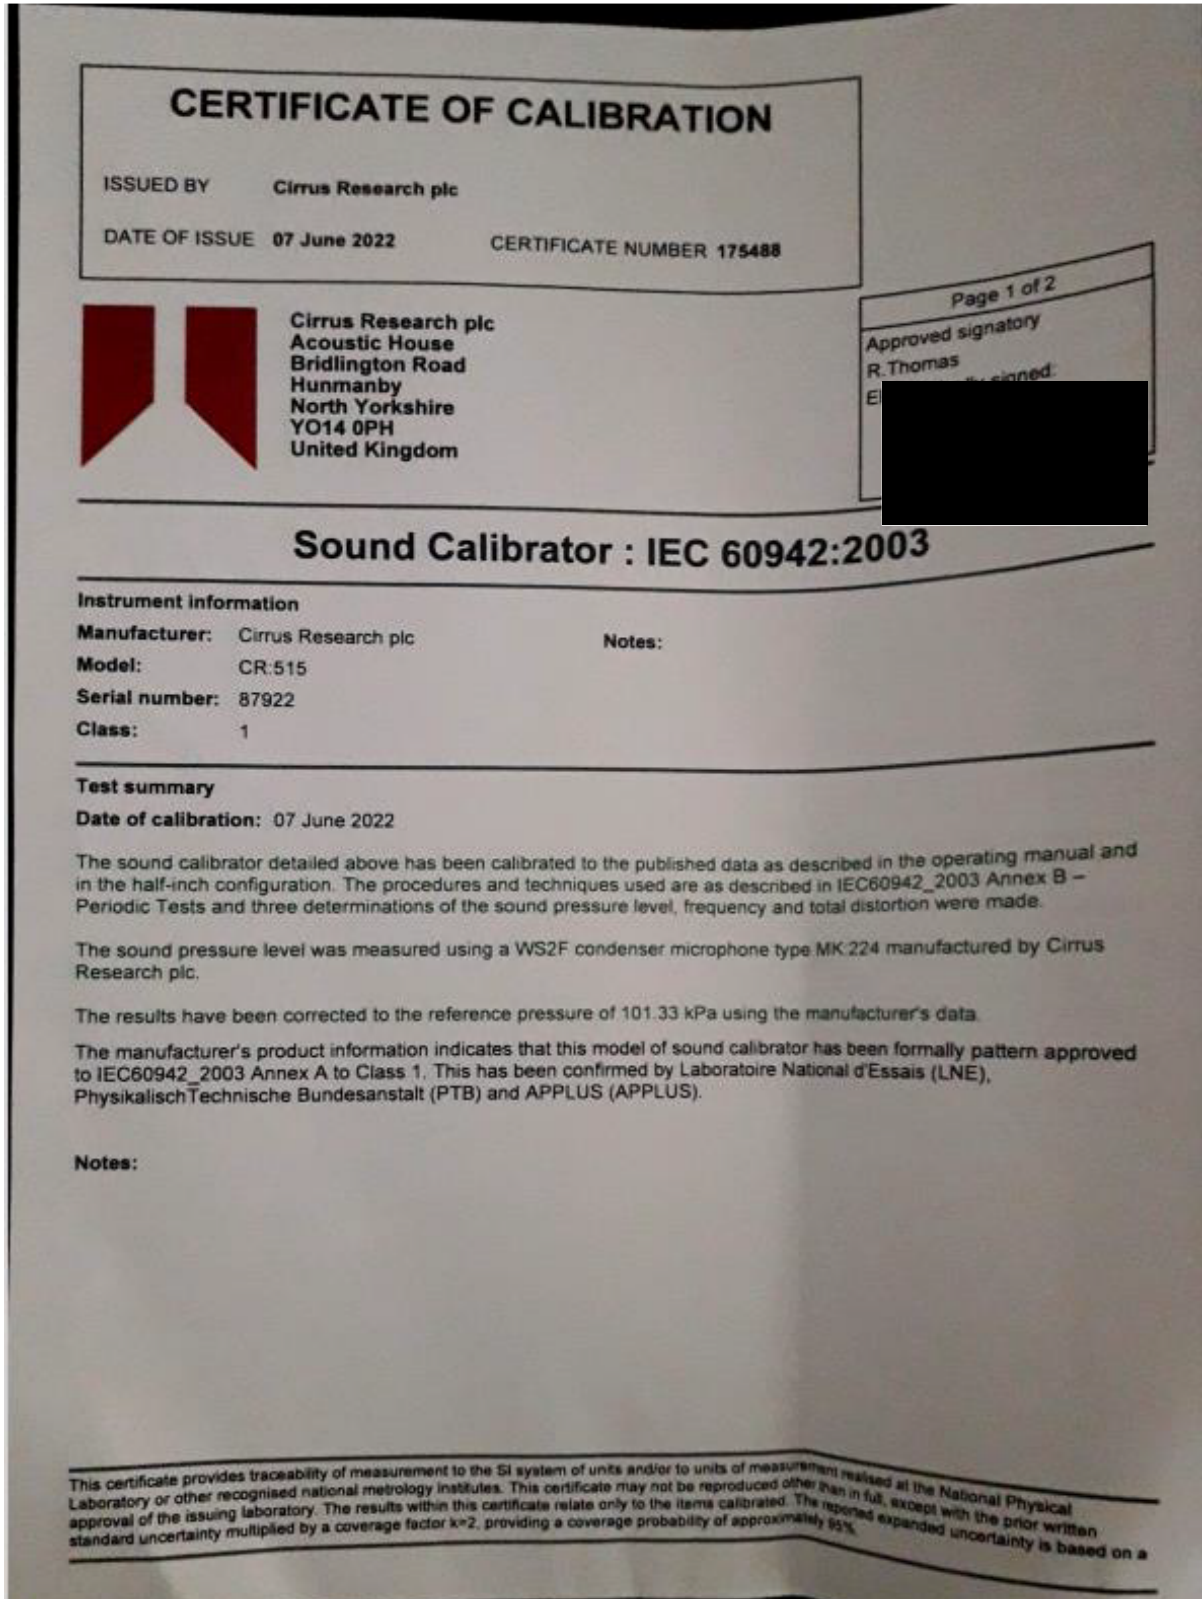 CERTIFICATE OF CALIBRATION
ISSUED BY Cirrus Research plc
DATE OF ISSUE 07 June 2022 CERTIFICATE NUMBER 175488
Page 1 of 2
Approved signatory
R.Thomas
signed:
Cirrus Research plc
Acoustic House
Bridlington Road
Hunmanby
North Yorkshire
YO14 0PH
United Kingdom
Sound Calibrator : IEC 60942:2003
Instrument information
Manufacturer: Cirrus Research plc Notes:
Model: CR:515
Serial number: 87922
Class: 1
Test summary
Date of calibration: 07 June 2022
The sound calibrator detailed above has been calibrated to the published data as described in the operating manual and
in the half-inch configuration. The procedures and techniques used are as described in IEC60942_2003 Annex B –
Periodic Tests and three determinations of the sound pressure level, frequency and total distortion were made.
The sound pressure level was measured using a WS2F condenser microphone type MK:224 manufactured by Cirrus
Research plc.
The results have been corrected to the reference pressure of 101.33 kPa using the manufacturer's data.
The manufacturer's product information indicates that this model of sound calibrator has been formally pattern approved
to IEC60942_2003 Annex A to Class 1. This has been confirmed by Laboratoire National d'Essais (LNE),
PhysikalischTechnische Bundesanstalt (PTB) and APPLUS (APPLUS).
Notes:
This certificate provides traceability of measurement to the SI system of units and/or to units of measurement realised at the National Physical
Laboratory or other recognised national metrology institutes. This certificate may not be reproduced other than in full, except with the prior written
approval of the issuing laboratory. The results within this certificate relate only to the items calibrated. The reported expanded uncertainty is based on a
standard uncertainty multiplied by a coverage factor k=2, providing a coverage probability of approximately 95%.